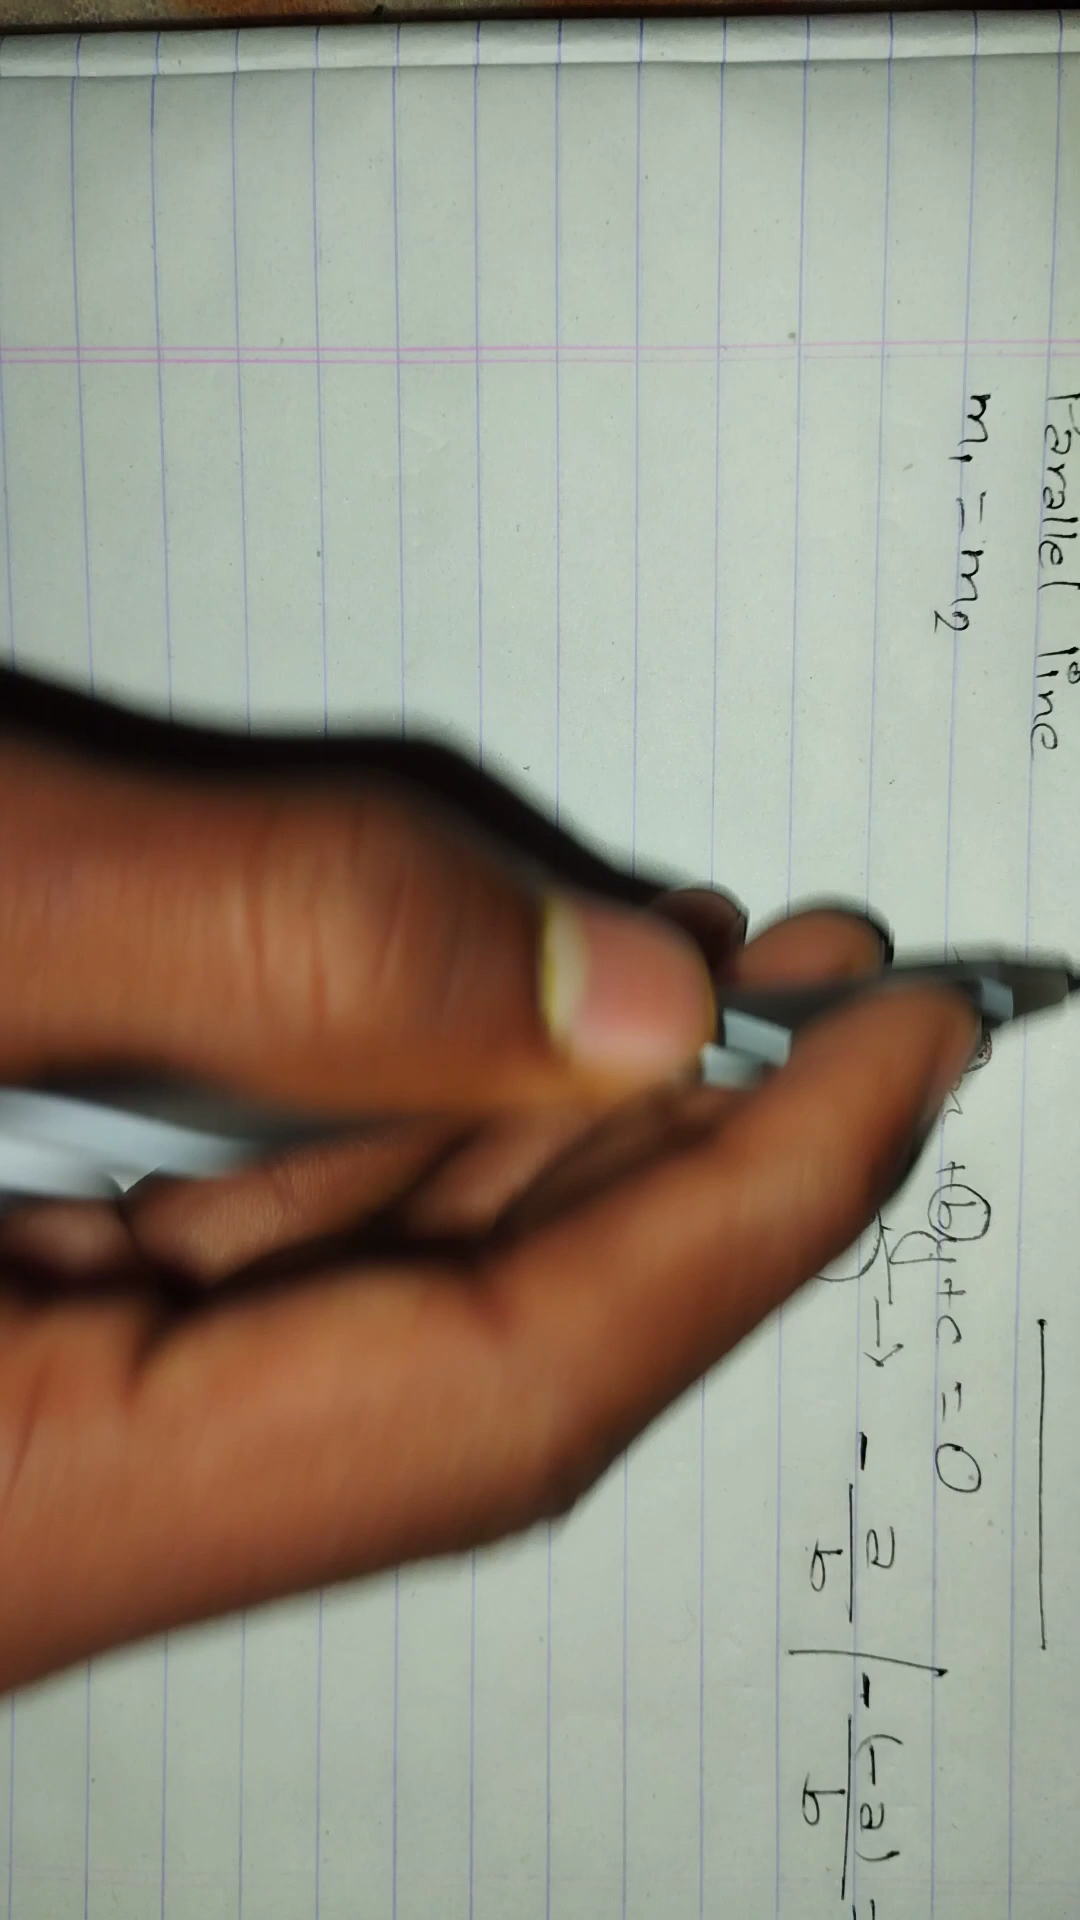 Parallel line
m₁ = m₂
+ by + c = 0
→ - a/b | - (-a)/b =